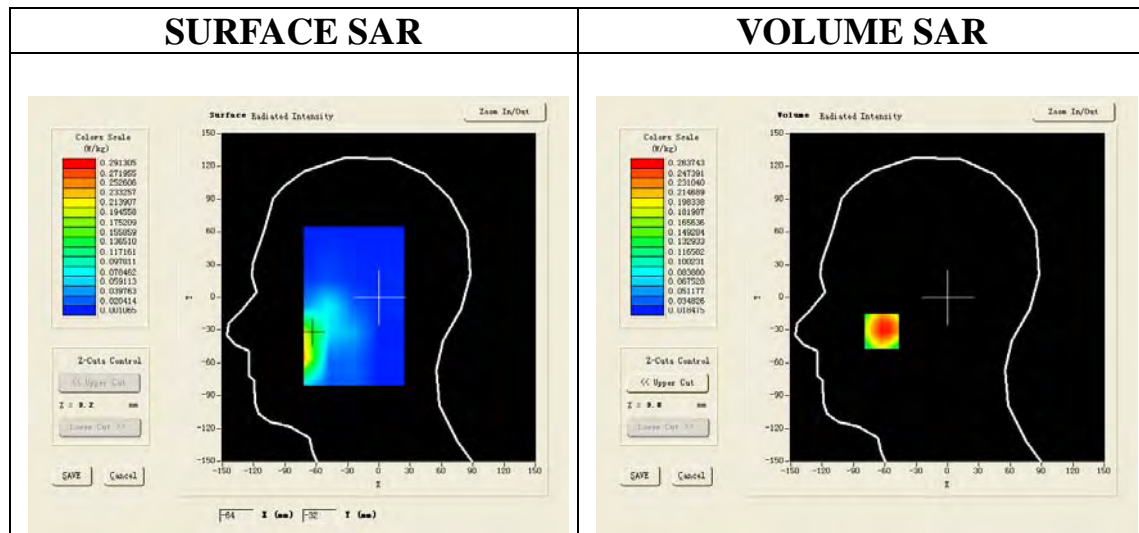 SURFACE SAR
VOLUME SAR
Surface Radiated Intensity
Zoom In/Out
Colors Scale
(W/kg)
0.291305
0.271955
0.252606
0.233257
0.213907
0.194558
0.175209
0.155859
0.136510
0.117161
0.097811
0.078462
0.059113
0.039763
0.020414
0.001065
150
120
90
60
30
0
-30
-60
-90
-120
-150
Y
-150 -120 -90 -60 -30 0 30 60 90 120 150
X
Z-Cuts Control
<< Upper Cut
mm
Lower Cut >>
SAVE
Cancel
-64 X (mm) -32 Y (mm)
Volume Radiated Intensity
Zoom In/Out
Colors Scale
(W/kg)
0.263743
0.247391
0.231040
0.214689
0.198338
0.181987
0.165636
0.149284
0.132933
0.116582
0.100231
0.083880
0.067528
0.051177
0.034826
0.018475
150
120
90
60
30
0
-30
-60
-90
-120
-150
Y
-150 -120 -90 -60 -30 0 30 60 90 120 150
X
Z-Cuts Control
<< Upper Cut
mm
Lower Cut >>
SAVE
Cancel